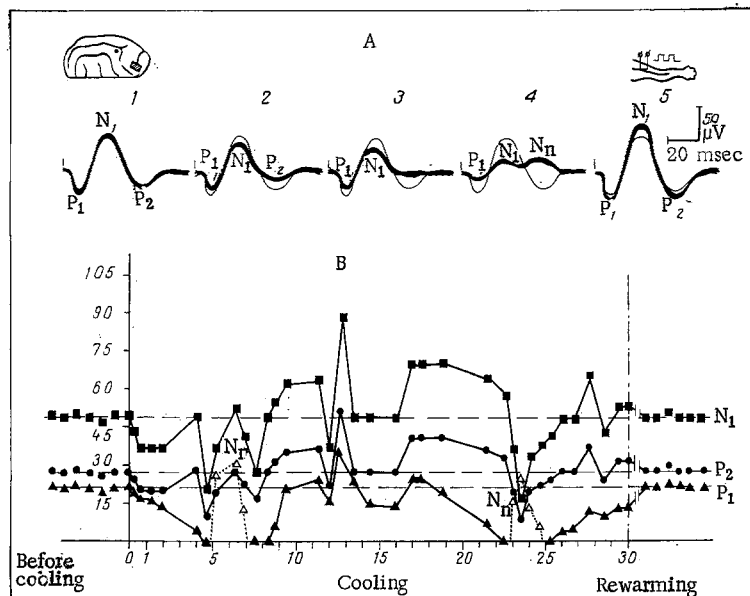 A
1 2 3 4 5
N₁ N₁ N₁ N₁ Nn N₁
P₁ P₂ P₁ P₂ P₁ P₁ P₁ P₂
50
μV
20 msec
B
105
90
75
60
45
30
15
N₁
P₂
P₁
Nr
Nn
0 1 5 10 15 20 25 30
Before
cooling
Cooling
Rewarming